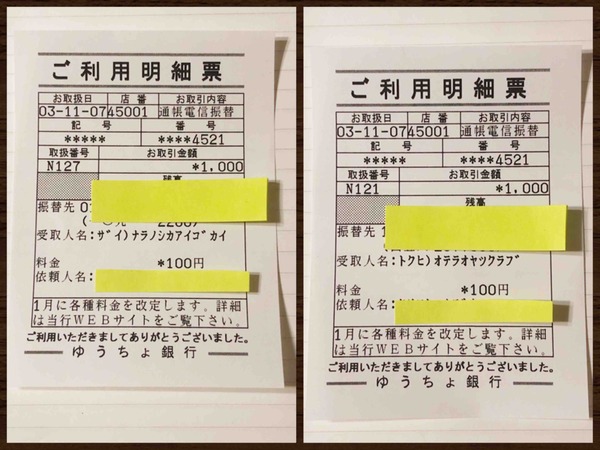 ご利用明細票
お取扱日 店番 お取引内容
03-11-07 45001 通帳電信振替
記号 番号
***** ****4521
取扱番号 お取引金額
N127 *1,000
残高
振替先
受取人名:ザイ)ナラノシカアイゴカイ
料金 *100円
依頼人名:
1月に各種料金を改定します。詳細
は当行WEBサイトをご覧下さい。
ご利用いただきましてありがとうございました。
ゆうちょ銀行
ご利用明細票
お取扱日 店番 お取引内容
03-11-07 45001 通帳電信振替
記号 番号
***** ****4521
取扱番号 お取引金額
N121 *1,000
残高
振替先 1
受取人名:トクヒ)オテラオヤツクラブ
料金 *100円
依頼人名:
1月に各種料金を改定します。詳細
は当行WEBサイトをご覧下さい。
ご利用いただきましてありがとうございました。
ゆうちょ銀行